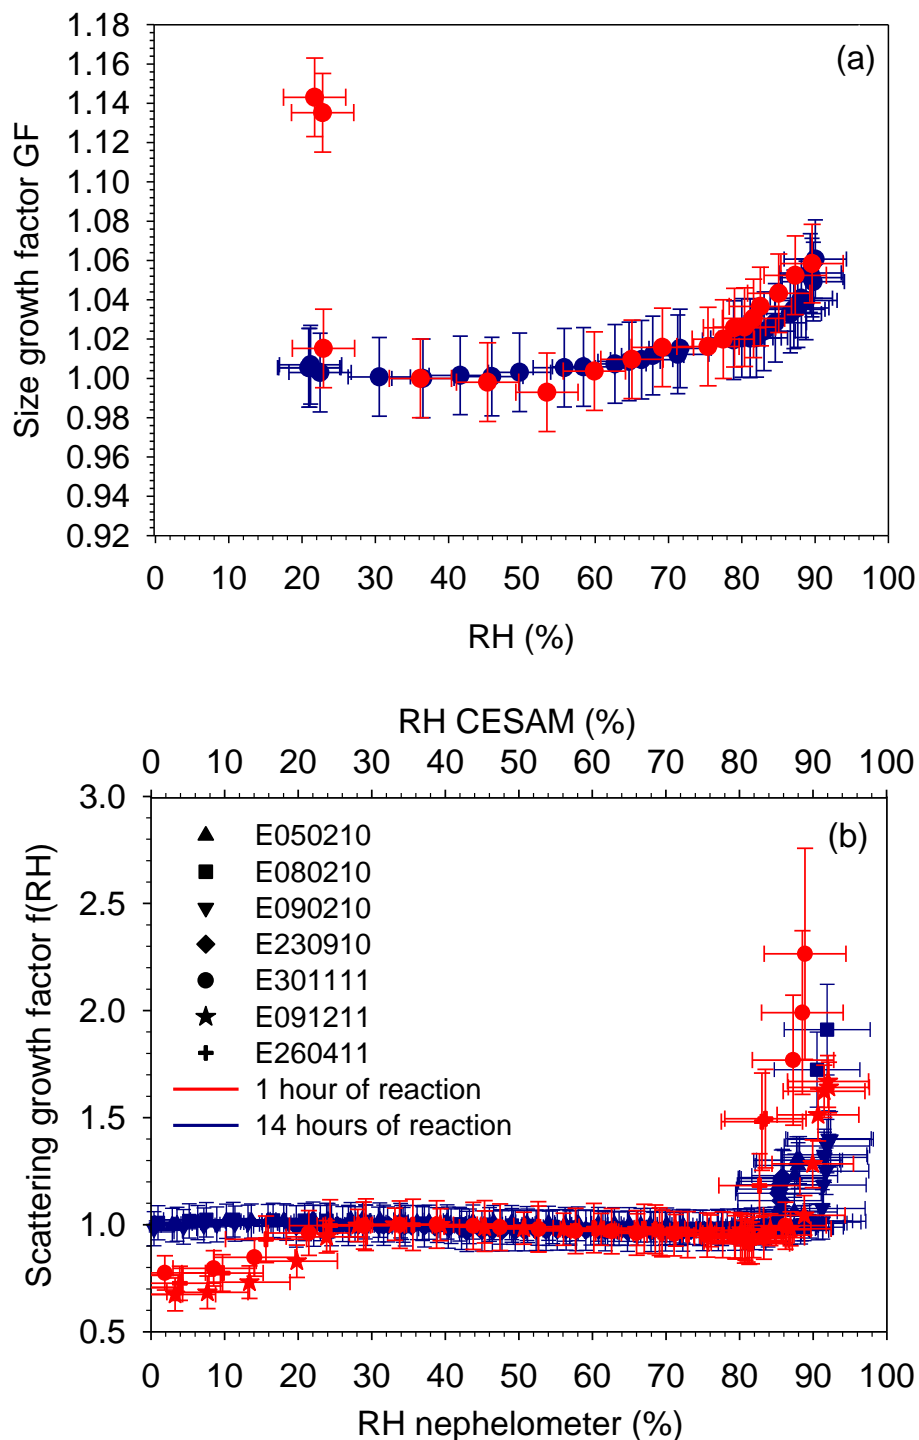 1.18
1.16
1.14
1.12
1.10
1.08
1.06
1.04
1.02
1.00
0.98
0.96
0.94
0.92
Size growth factor GF
(a)
0 10 20 30 40 50 60 70 80 90 100
RH (%)
RH CESAM (%)
0 10 20 30 40 50 60 70 80 90 100
3.0
2.5
2.0
1.5
1.0
0.5
Scattering growth factor f(RH)
(b)
E050210
E080210
E090210
E230910
E301111
E091211
E260411
1 hour of reaction
14 hours of reaction
0 10 20 30 40 50 60 70 80 90 100
RH nephelometer (%)